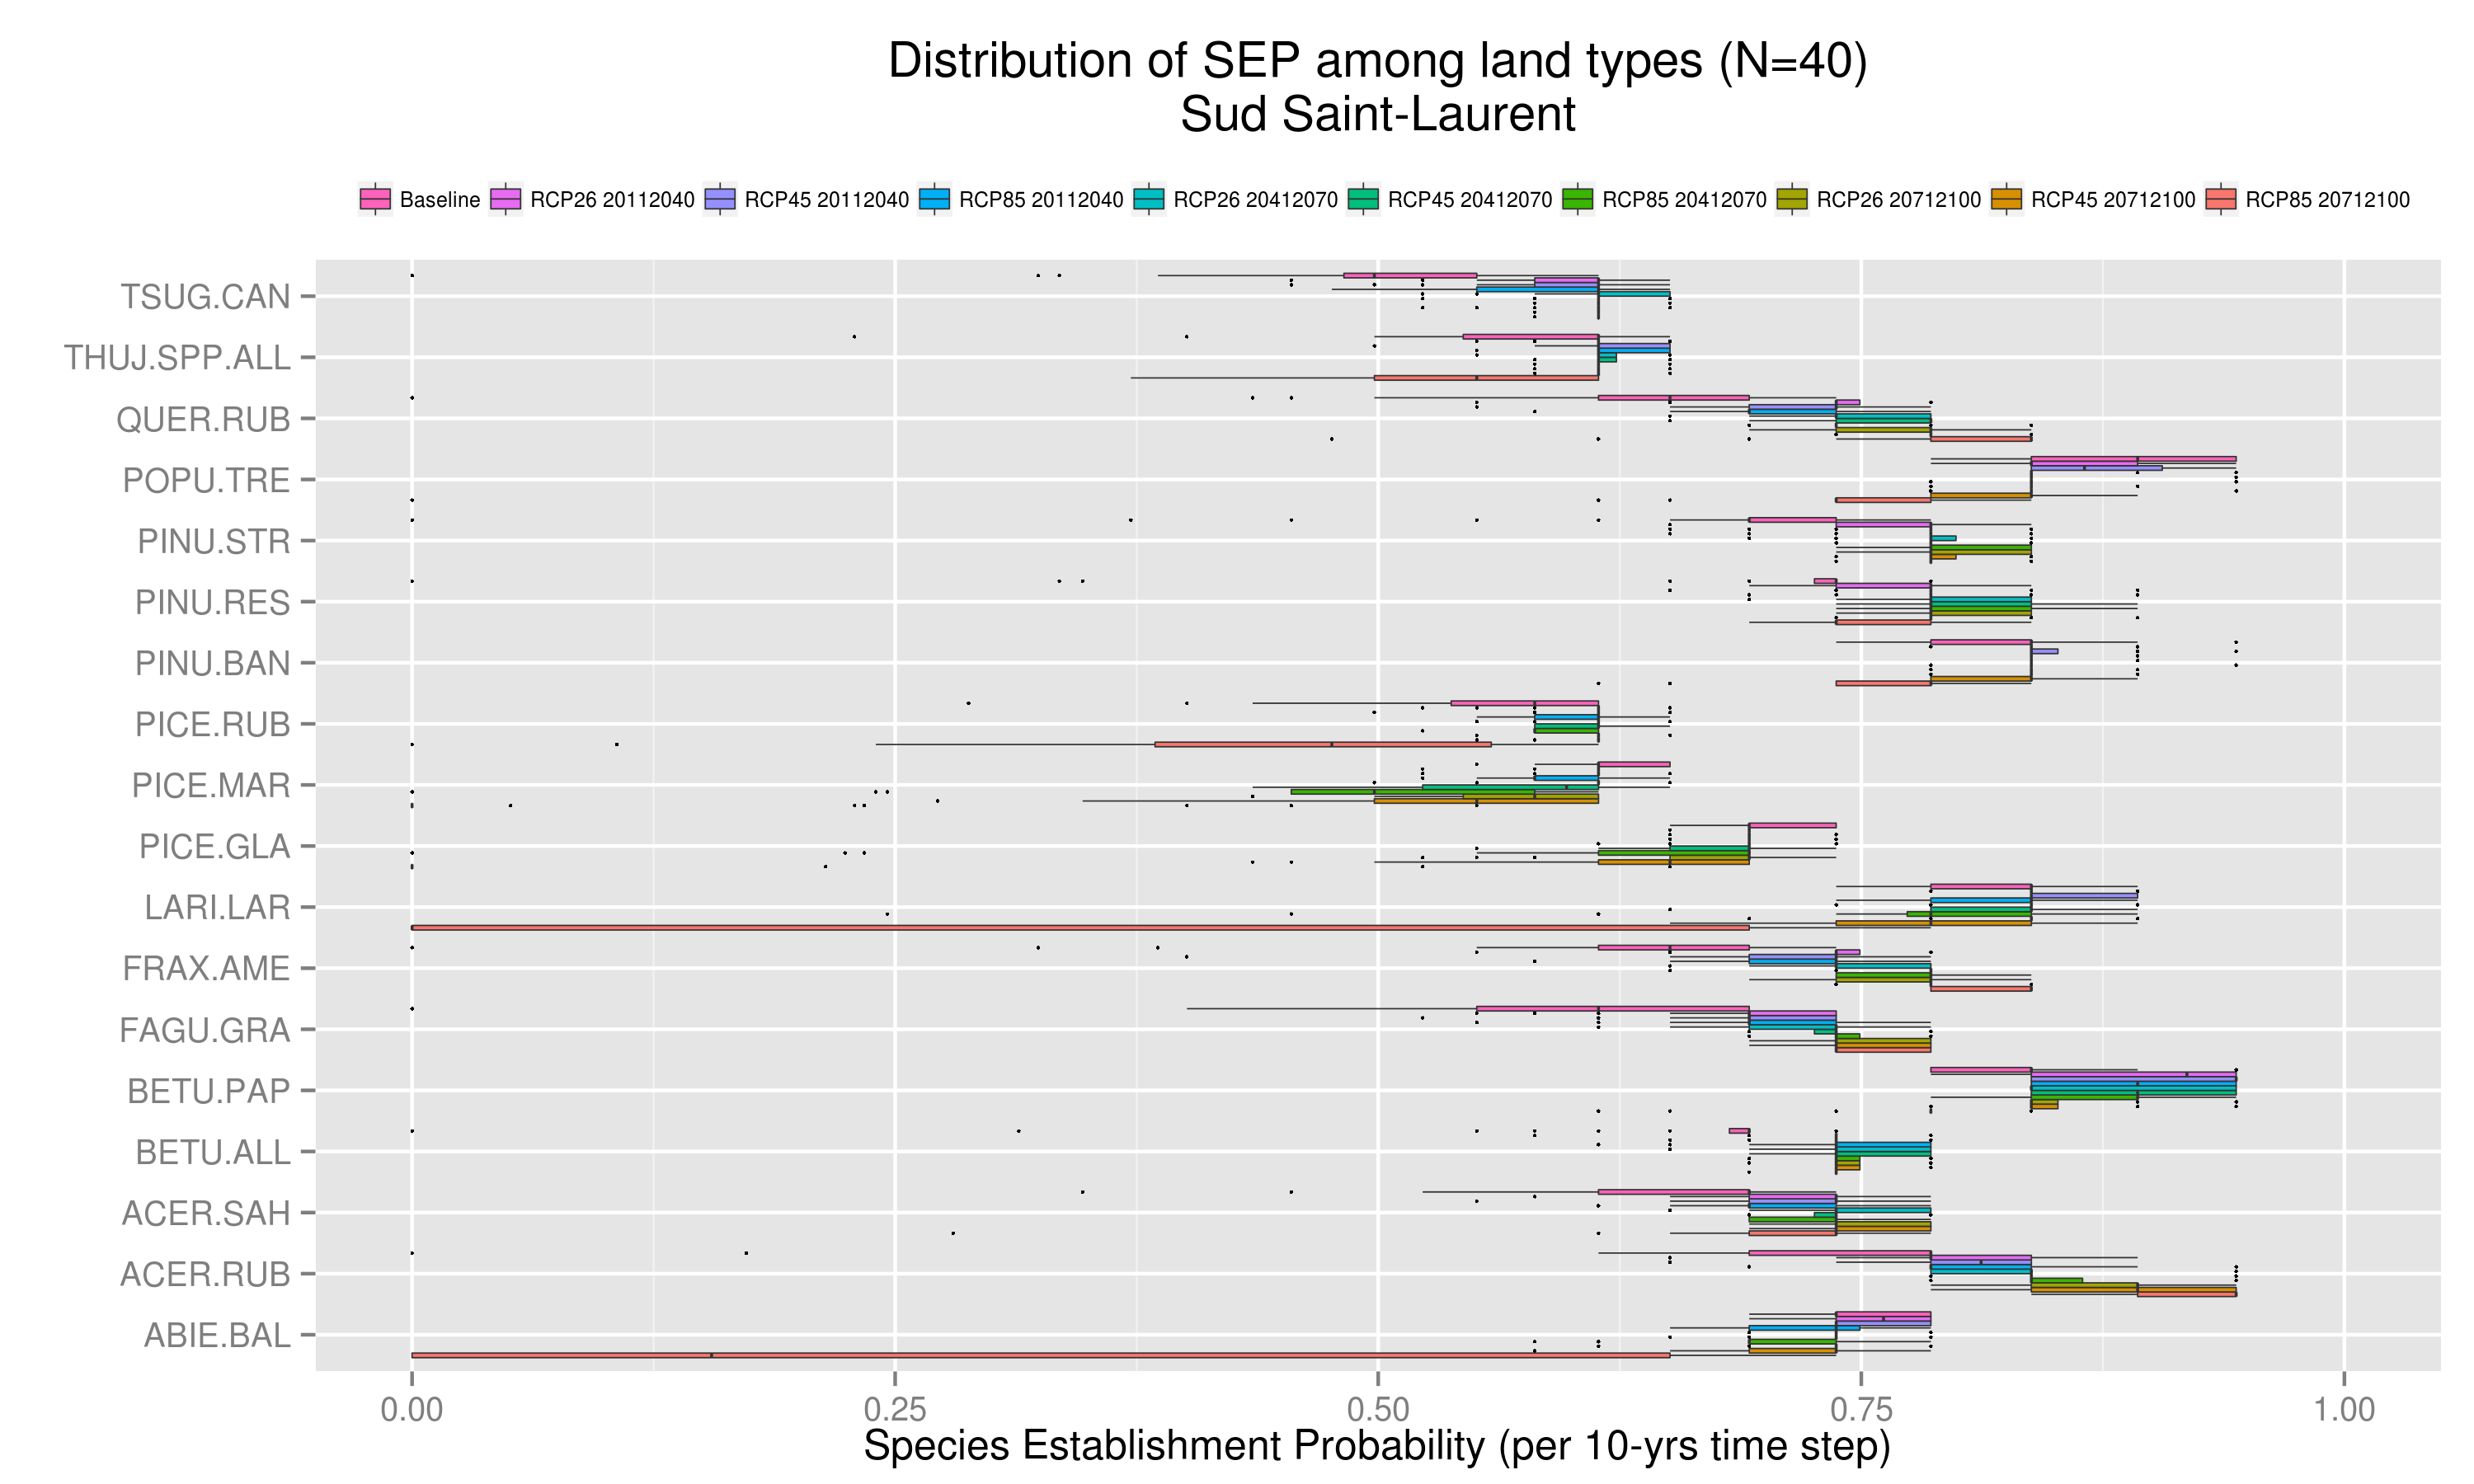 Distribution of SEP among land types (N=40)
Sud Saint-Laurent
Baseline RCP26 20112040 RCP45 20112040 RCP85 20112040 RCP26 20412070 RCP45 20412070 RCP85 20412070 RCP26 20712100 RCP45 20712100 RCP85 20712100
TSUG.CAN
THUJ.SPP.ALL
QUER.RUB
POPU.TRE
PINU.STR
PINU.RES
PINU.BAN
PICE.RUB
PICE.MAR
PICE.GLA
LARI.LAR
FRAX.AME
FAGU.GRA
BETU.PAP
BETU.ALL
ACER.SAH
ACER.RUB
ABIE.BAL
0.00 0.25 0.50 0.75 1.00
Species Establishment Probability (per 10-yrs time step)